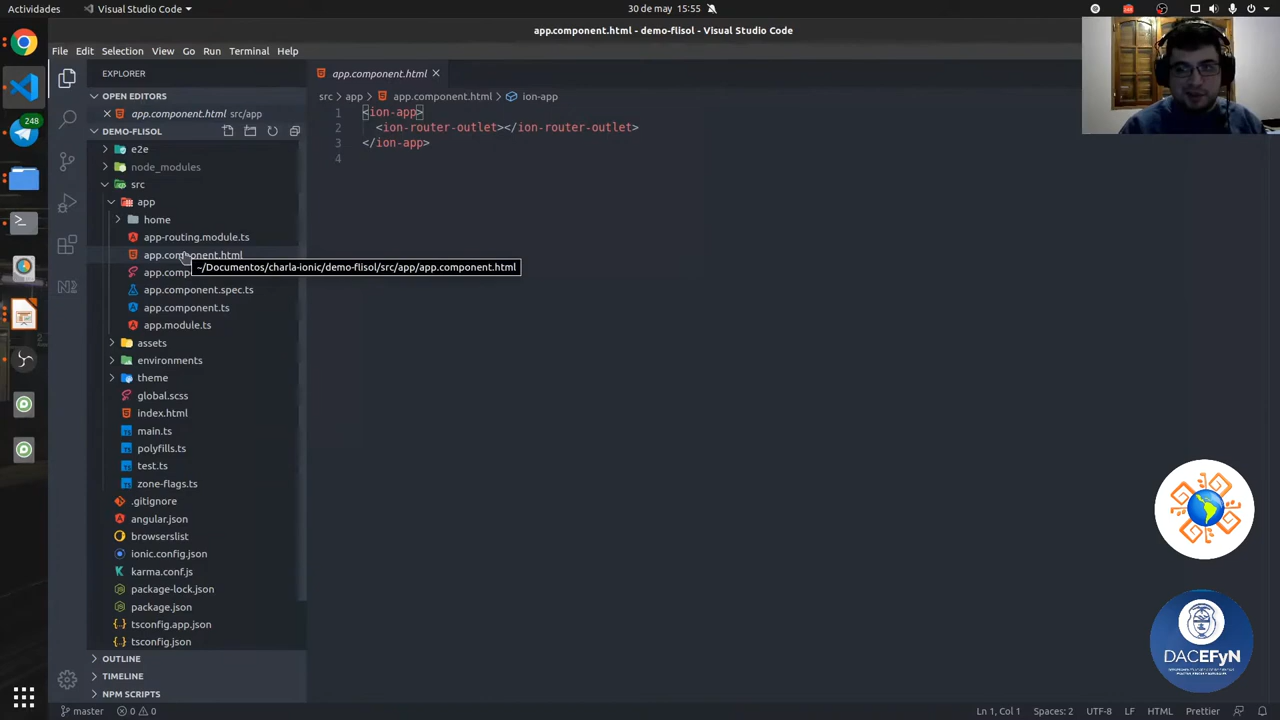 Actividades
Visual Studio Code
30 de may 15:55
248
app.component.html - demo-flisol - Visual Studio Code
File Edit Selection View Go Run Terminal Help
EXPLORER
OPEN EDITORS
app.component.html src/app
DEMO-FLISOL
e2e
node_modules
src
app
home
app-routing.module.ts
app.component.html
app.comp
app.component.spec.ts
app.component.ts
app.module.ts
assets
environments
theme
global.scss
index.html
main.ts
polyfills.ts
test.ts
zone-flags.ts
.gitignore
angular.json
browserslist
ionic.config.json
karma.conf.js
package-lock.json
package.json
tsconfig.app.json
tsconfig.json
OUTLINE
TIMELINE
NPM SCRIPTS
app.component.html
src > app > app.component.html > ion-app
1 <ion-app>
2 <ion-router-outlet></ion-router-outlet>
3 </ion-app>
4
~/Documentos/charla-ionic/demo-flisol/src/app/app.component.html
DACEFyN
master 0 0
Ln 1, Col 1 Spaces: 2 UTF-8 LF HTML Prettier